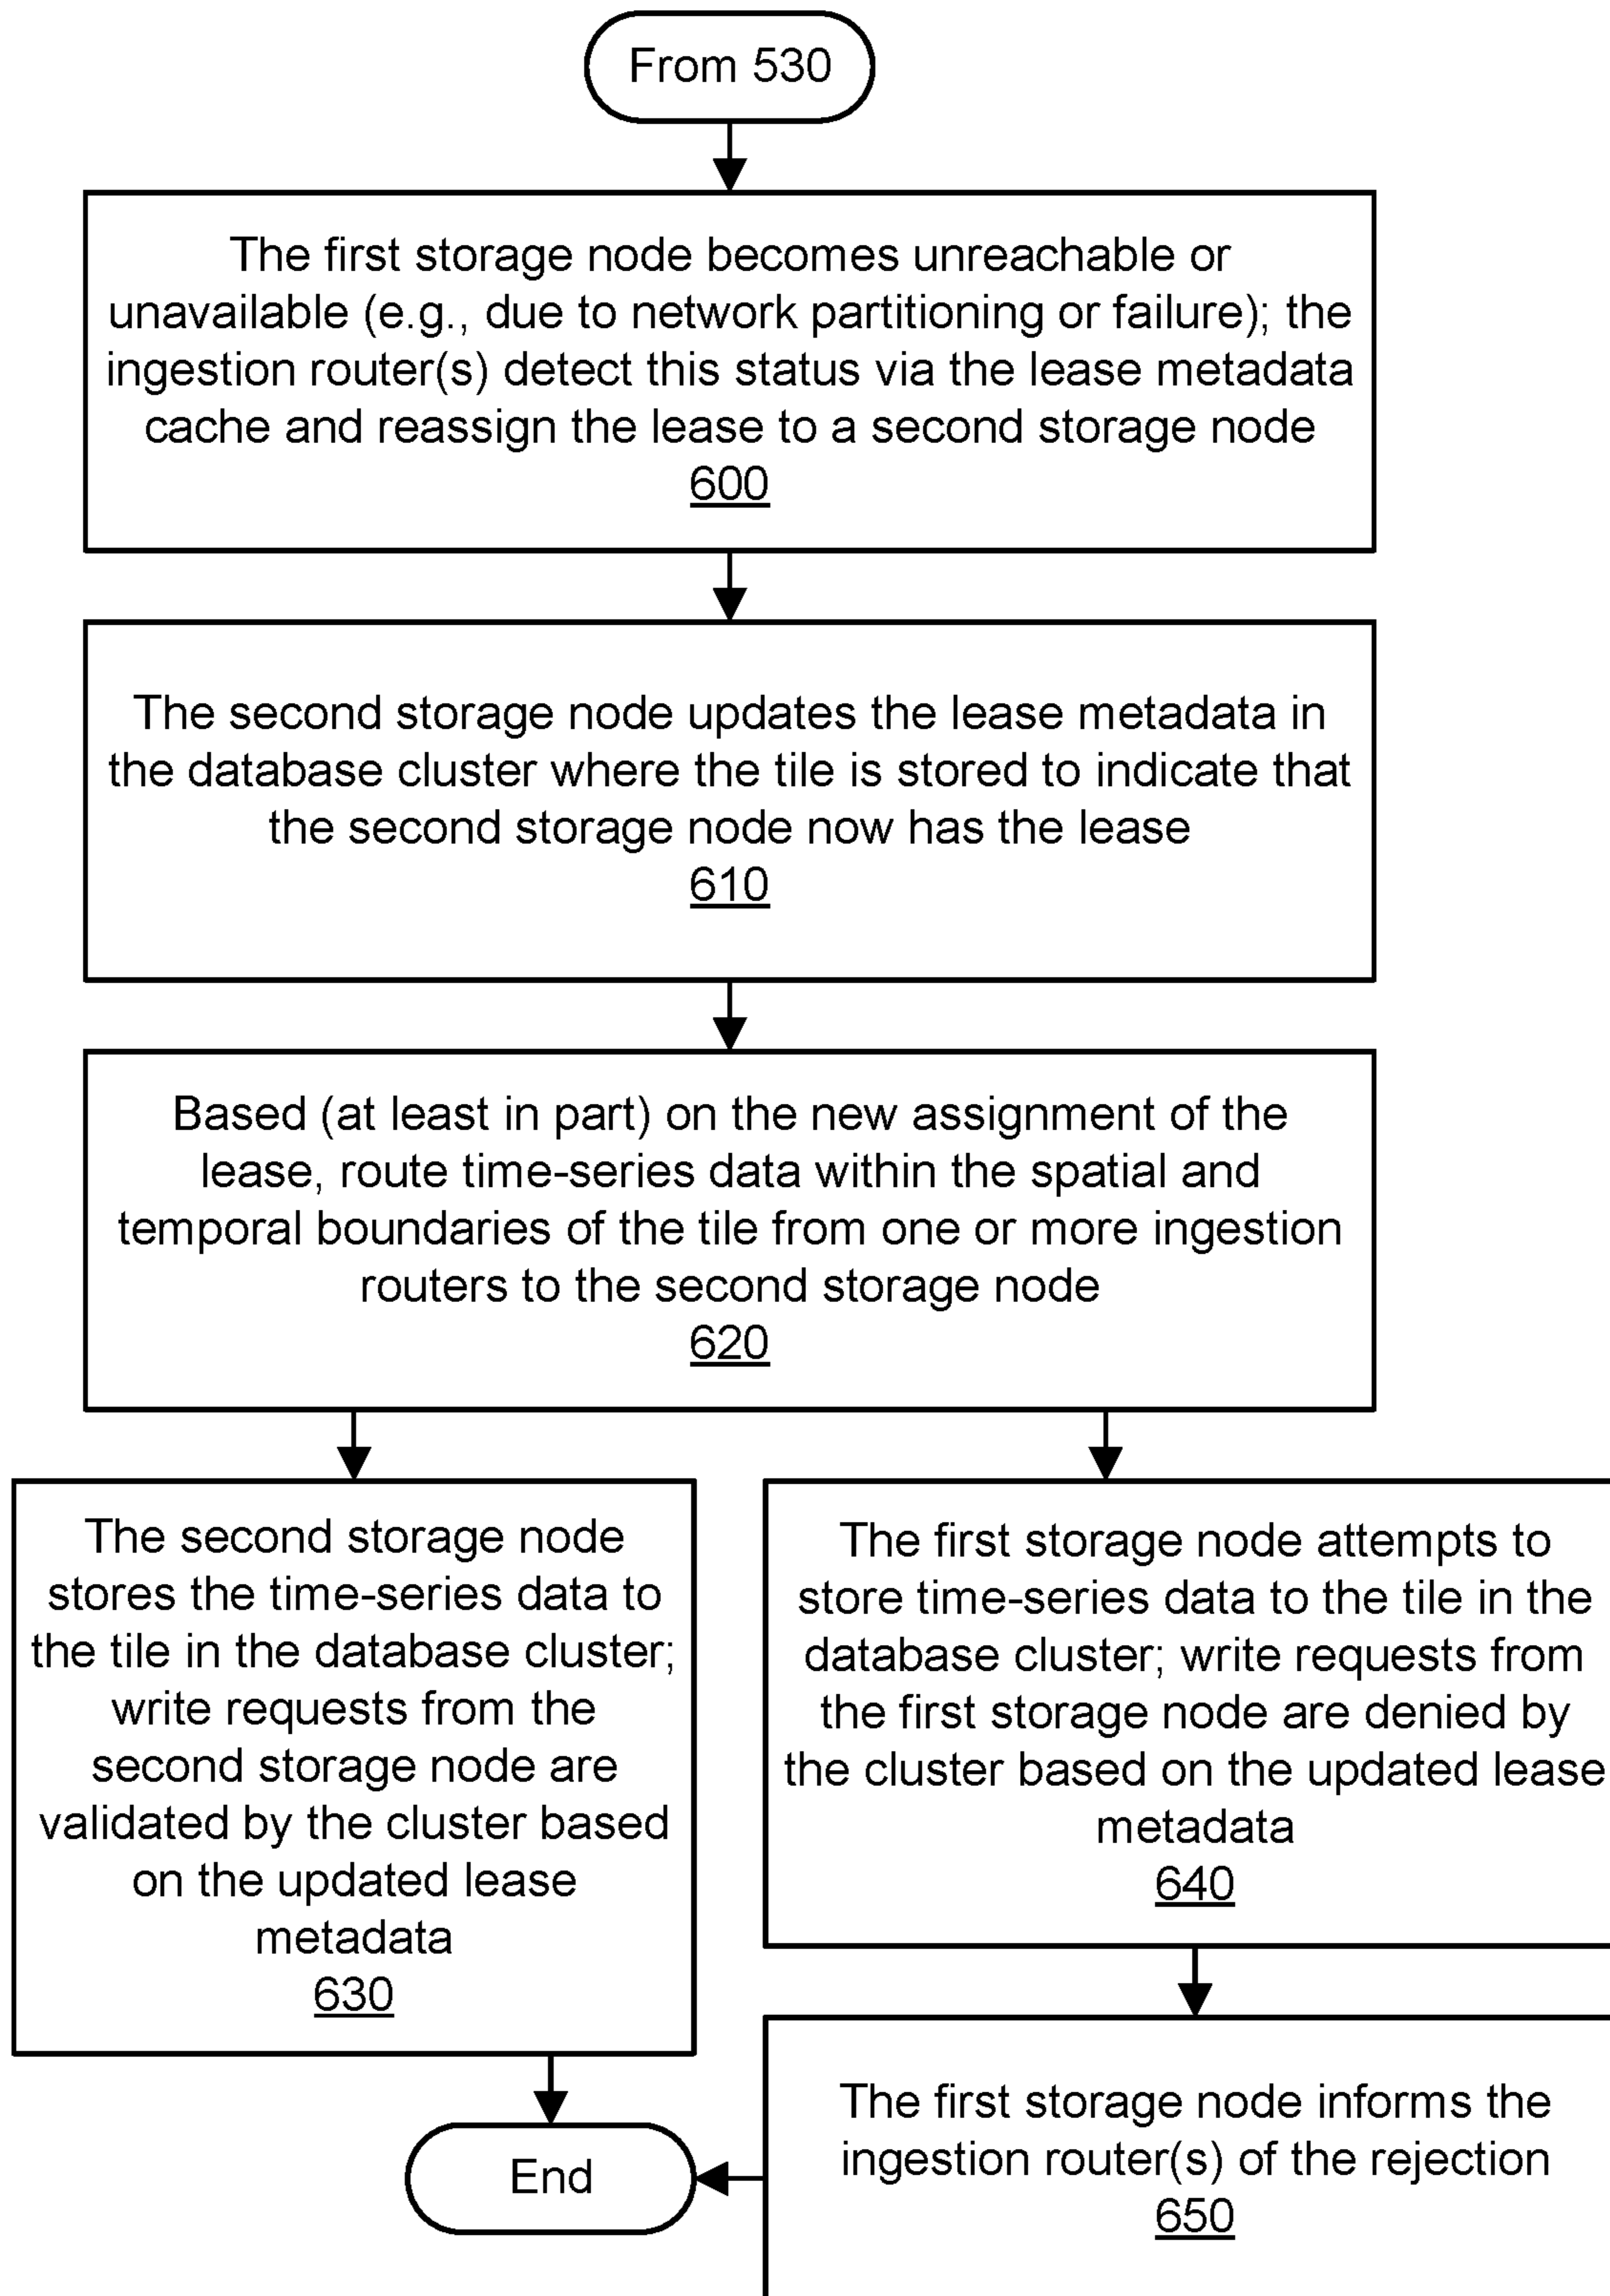 From 530
The first storage node becomes unreachable or
unavailable (e.g., due to network partitioning or failure); the
ingestion router(s) detect this status via the lease metadata
cache and reassign the lease to a second storage node
600
The second storage node updates the lease metadata in
the database cluster where the tile is stored to indicate that
the second storage node now has the lease
610
Based (at least in part) on the new assignment of the
lease, route time-series data within the spatial and
temporal boundaries of the tile from one or more ingestion
routers to the second storage node
620
The second storage node
stores the time-series data to
the tile in the database cluster;
write requests from the
second storage node are
validated by the cluster based
on the updated lease
metadata
630
The first storage node attempts to
store time-series data to the tile in the
database cluster; write requests from
the first storage node are denied by
the cluster based on the updated lease
metadata
640
The first storage node informs the
ingestion router(s) of the rejection
650
End